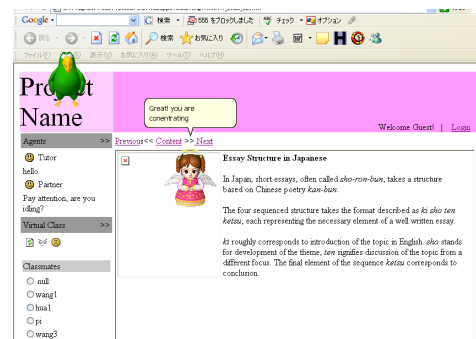 Google
検索
555 をブロックしました
チェック
オプション
戻る
検索
お気に入り
お気に入り(A) ツール(T) ヘルプ(H)
Project
Name
Great! you are
conentrating
Welcome Guest! | Login
Agents >>
Previous<< Content >> Next
Tutor
hello
Partner
Pay attention, are you
idling?
Virtual Class >>
Classmates
null
wang1
hua1
pi
wang3
Essay Structure in Japanese
In Japan, short essays, often called sho-ron-bun, takes a structure
based on Chinese poetry kan-bun.
The four sequenced structure takes the format described as ki sho ten
ketsu, each representing the necessary element of a well written essay.
ki roughly corresponds to introduction of the topic in English, sho stands
for development of the theme, ten signifies discussion of the topic from a
different focus. The final element of the sequence ketsu corresponds to
conclusion.